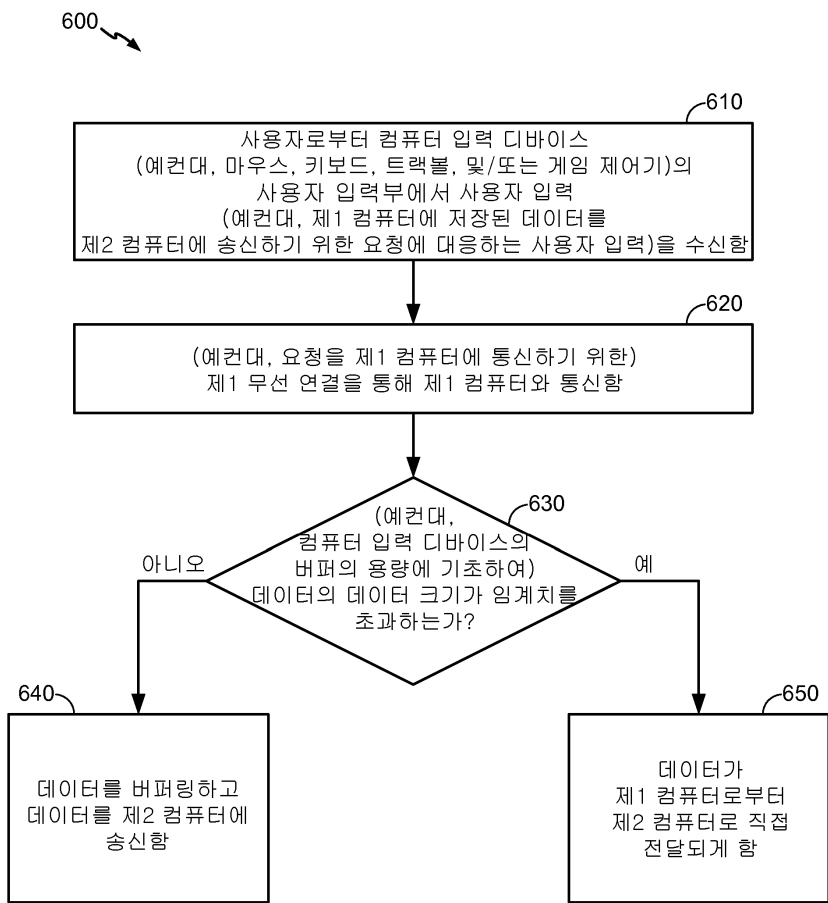 600
610
사용자로부터 컴퓨터 입력 디바이스
(예컨대, 마우스, 키보드, 트랙볼, 및/또는 게임 제어기)의
사용자 입력부에서 사용자 입력
(예컨대, 제1 컴퓨터에 저장된 데이터를
제2 컴퓨터에 송신하기 위한 요청에 대응하는 사용자 입력)을 수신함
620
(예컨대, 요청을 제1 컴퓨터에 통신하기 위한)
제1 무선 연결을 통해 제1 컴퓨터와 통신함
630
(예컨대,
컴퓨터 입력 디바이스의
버퍼의 용량에 기초하여)
데이터의 데이터 크기가 임계치를
초과하는가?
아니오
예
640
데이터를 버퍼링하고
데이터를 제2 컴퓨터에
송신함
650
데이터가
제1 컴퓨터로부터
제2 컴퓨터로 직접
전달되게 함